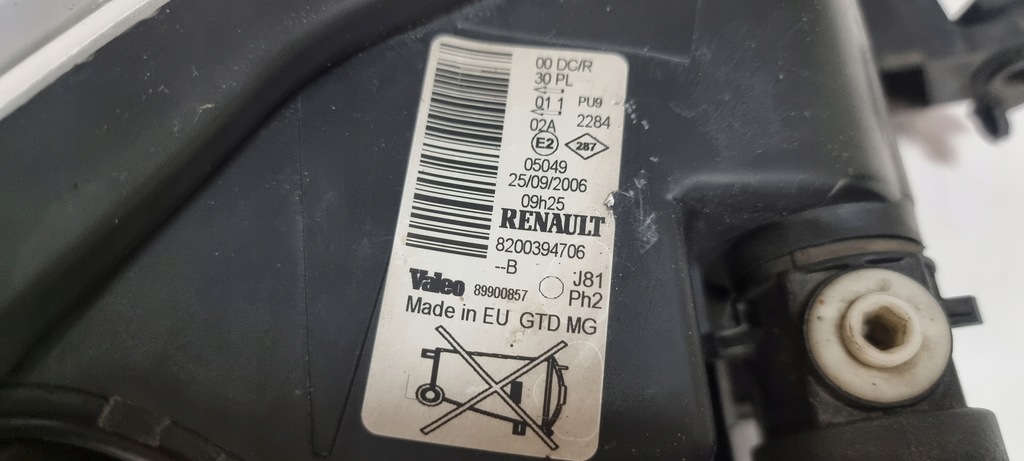 00 DC/R
30 PL
01 1 PU9
02A 2284
E2 287
05049
25/09/2006
09h25
RENAULT
8200394706
--B
Valeo 89900857 J81
Ph2
Made in EU GTD MG